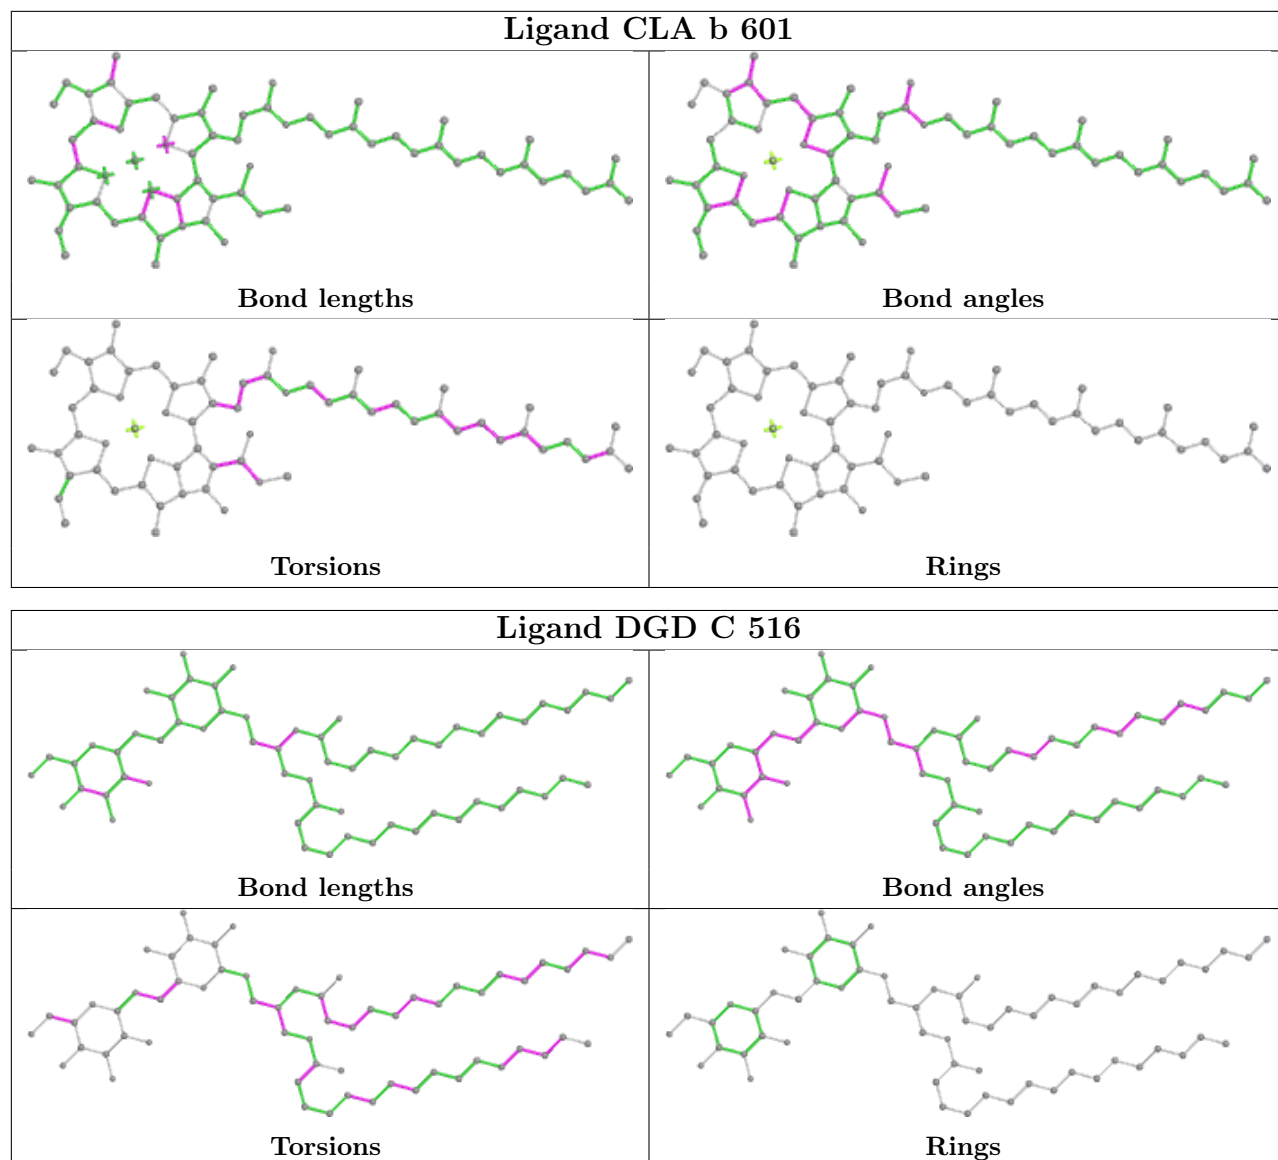 Ligand CLA b 601
Bond lengths
Bond angles
Torsions
Rings
Ligand DGD C 516
Bond lengths
Bond angles
Torsions
Rings